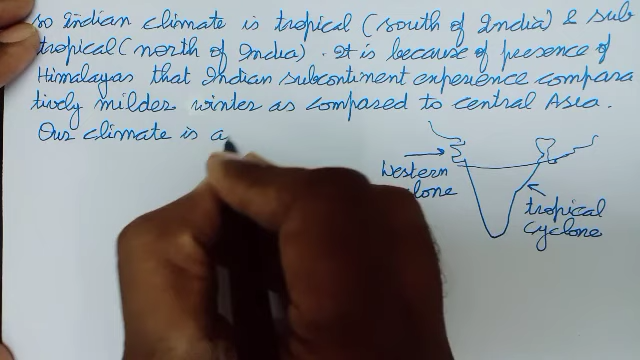 so Indian climate is tropical (south of India) & sub
tropical (north of India). It is because of presence of
Himalayas that Indian subcontinent experience compara
tively milder winter as compared to central Asia.
Our climate is a
Western
lone
tropical
cyclone